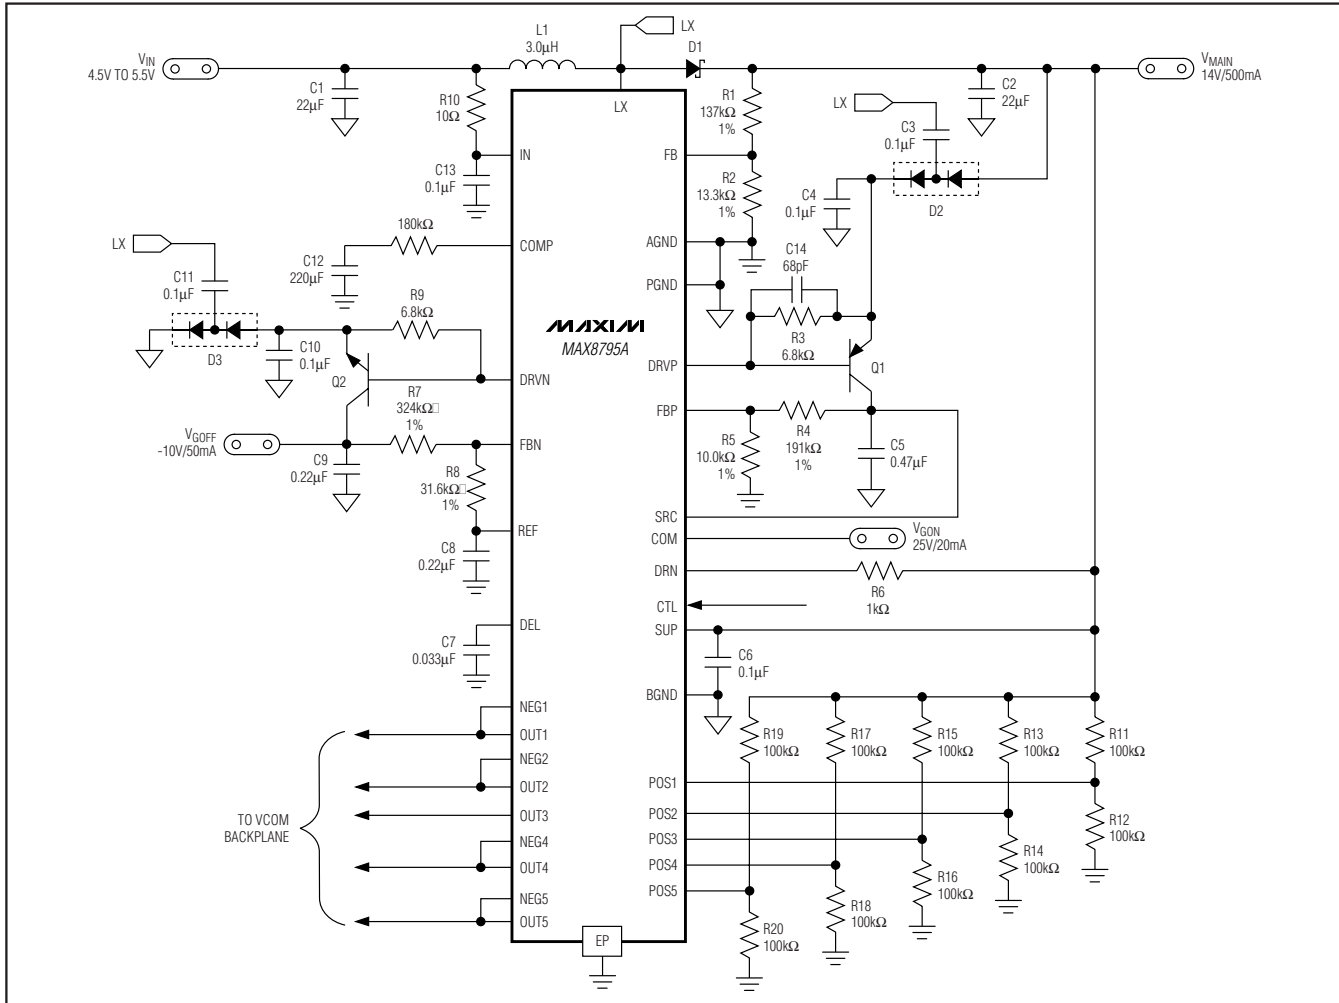 L1
3.0µH
LX
D1
VIN
4.5V TO 5.5V
VMAIN
14V/500mA
C1
22µF
R10
10Ω
LX
R1
137kΩ
1%
C2
22µF
LX
C3
0.1µF
IN
FB
C13
0.1µF
R2
13.3kΩ
1%
C4
0.1µF
D2
180kΩ
COMP
AGND
LX
C12
220µF
C14
68pF
C11
0.1µF
PGND
R9
6.8kΩ
MAXIM
MAX8795A
R3
6.8kΩ
D3
C10
0.1µF
Q2
DRVN
DRVP
Q1
R7
324kΩ□
1%
FBP
R4
191kΩ
1%
VGOFF
-10V/50mA
FBN
R5
10.0kΩ
1%
C5
0.47µF
C9
0.22µF
R8
31.6kΩ□
1%
SRC
REF
COM
VGON
25V/20mA
C8
0.22µF
DRN
R6
1kΩ
CTL
DEL
SUP
C7
0.033µF
C6
0.1µF
BGND
NEG1
OUT1
R19
100kΩ
R17
100kΩ
R15
100kΩ
R13
100kΩ
R11
100kΩ
NEG2
OUT2
POS1
TO VCOM
BACKPLANE
OUT3
POS2
R12
100kΩ
NEG4
POS3
R14
100kΩ
OUT4
POS4
R16
100kΩ
NEG5
POS5
OUT5
R18
100kΩ
R20
100kΩ
EP